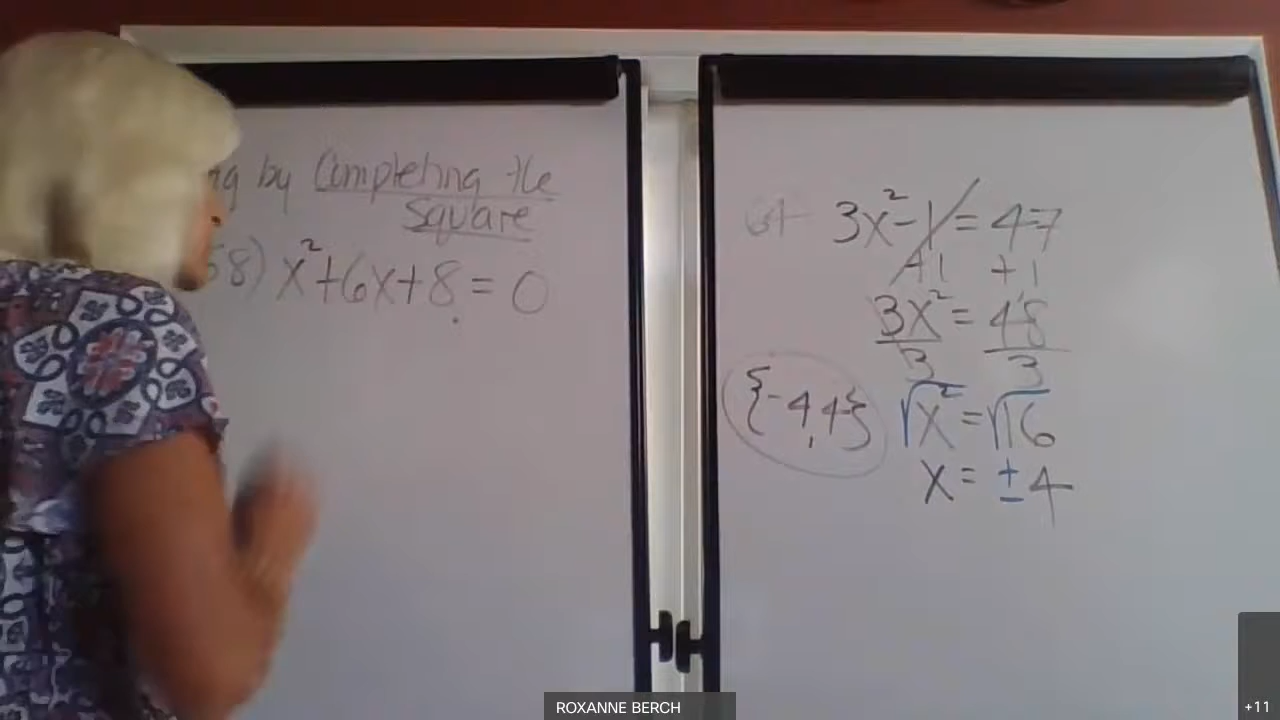 by Completing the
Square
58) x²+6x+8 = 0
3x²-1 = 47
+1 +1
3x² = 48
3 3
{-4,4} √x² = √16
x = ±4
ROXANNE BERCH
+11